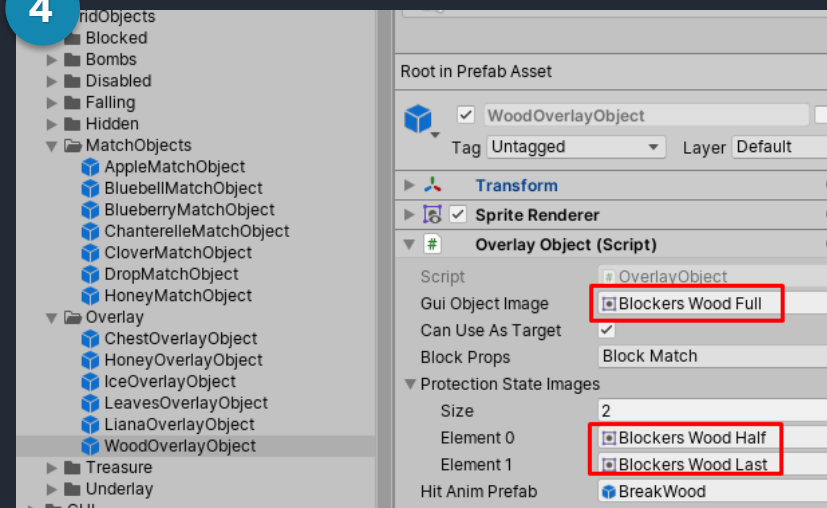 4
ridObjects
Blocked
Bombs
Disabled
Falling
Hidden
MatchObjects
AppleMatchObject
BluebellMatchObject
BlueberryMatchObject
ChanterelleMatchObject
CloverMatchObject
DropMatchObject
HoneyMatchObject
Overlay
ChestOverlayObject
HoneyOverlayObject
IceOverlayObject
LeavesOverlayObject
LianaOverlayObject
WoodOverlayObject
Treasure
Underlay
Root in Prefab Asset
WoodOverlayObject
Tag Untagged Layer Default
Transform
Sprite Renderer
# Overlay Object (Script)
Script # OverlayObject
Gui Object Image Blockers Wood Full
Can Use As Target
Block Props Block Match
Protection State Images
Size 2
Element 0 Blockers Wood Half
Element 1 Blockers Wood Last
Hit Anim Prefab BreakWood